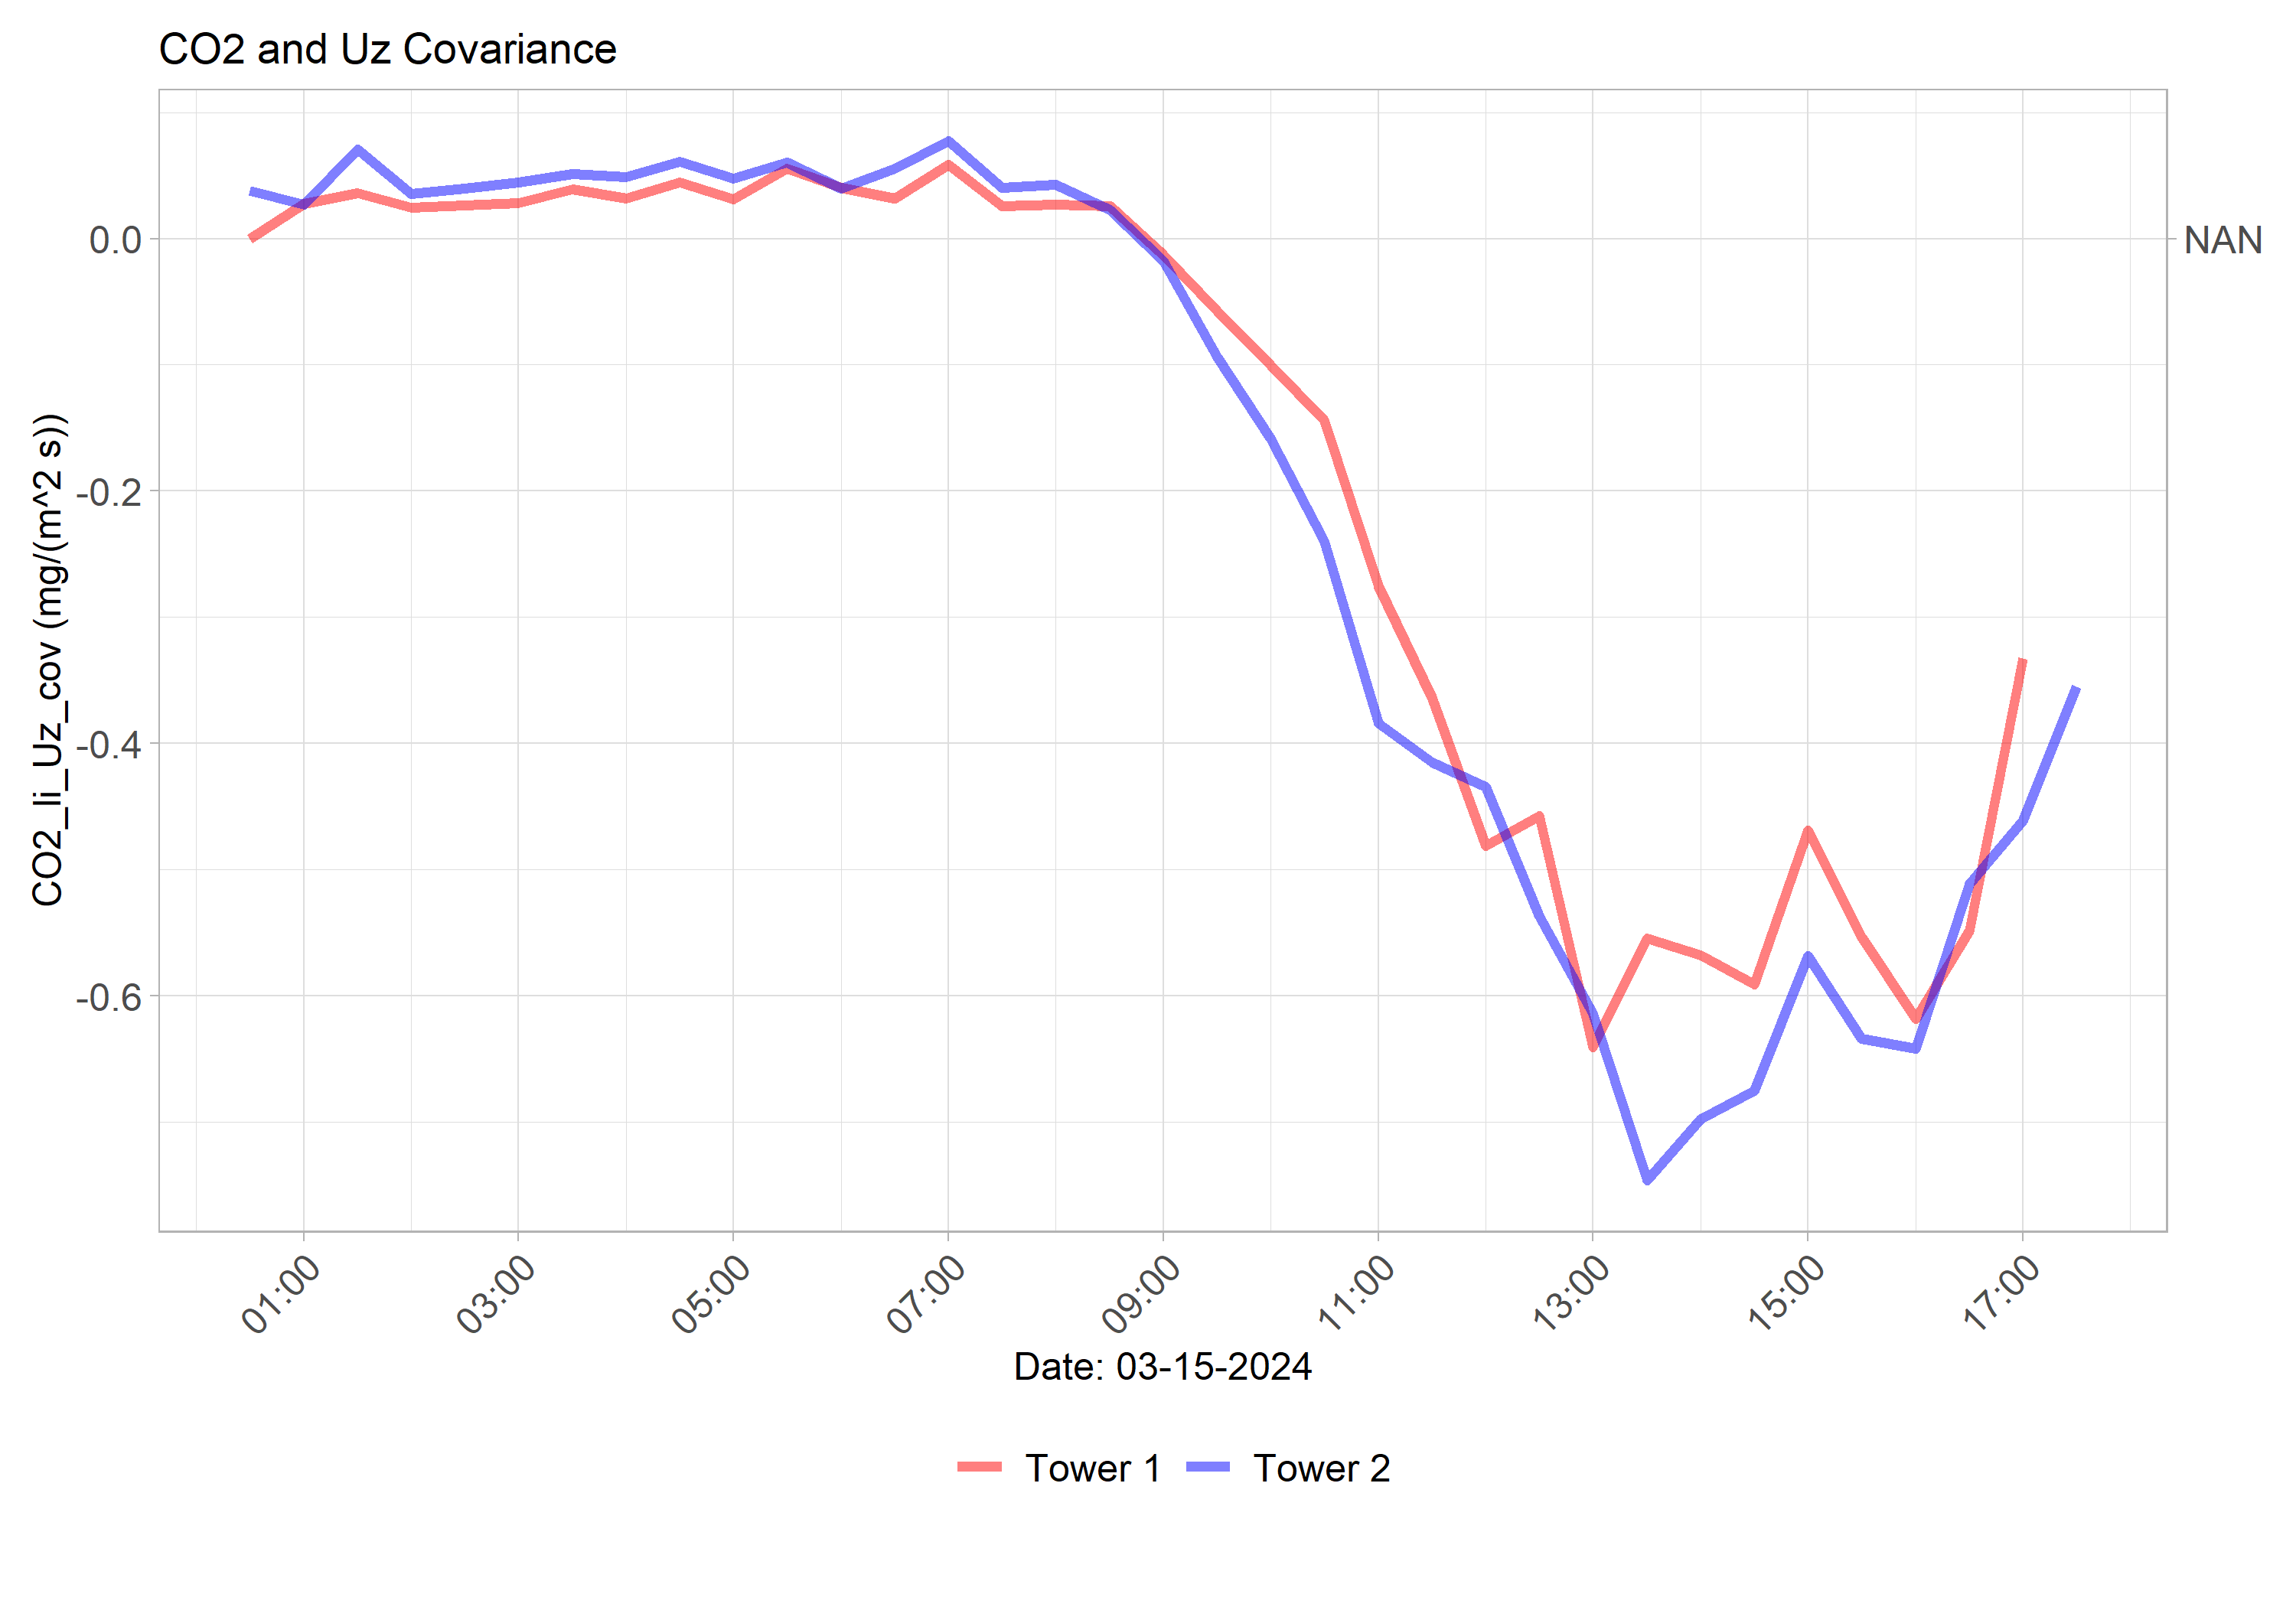 CO2 and Uz Covariance
CO2_li_Uz_cov (mg/(m^2 s))
0.0
-0.2
-0.4
-0.6
NAN
01:00
03:00
05:00
07:00
09:00
11:00
13:00
15:00
17:00
Date: 03-15-2024
Tower 1
Tower 2